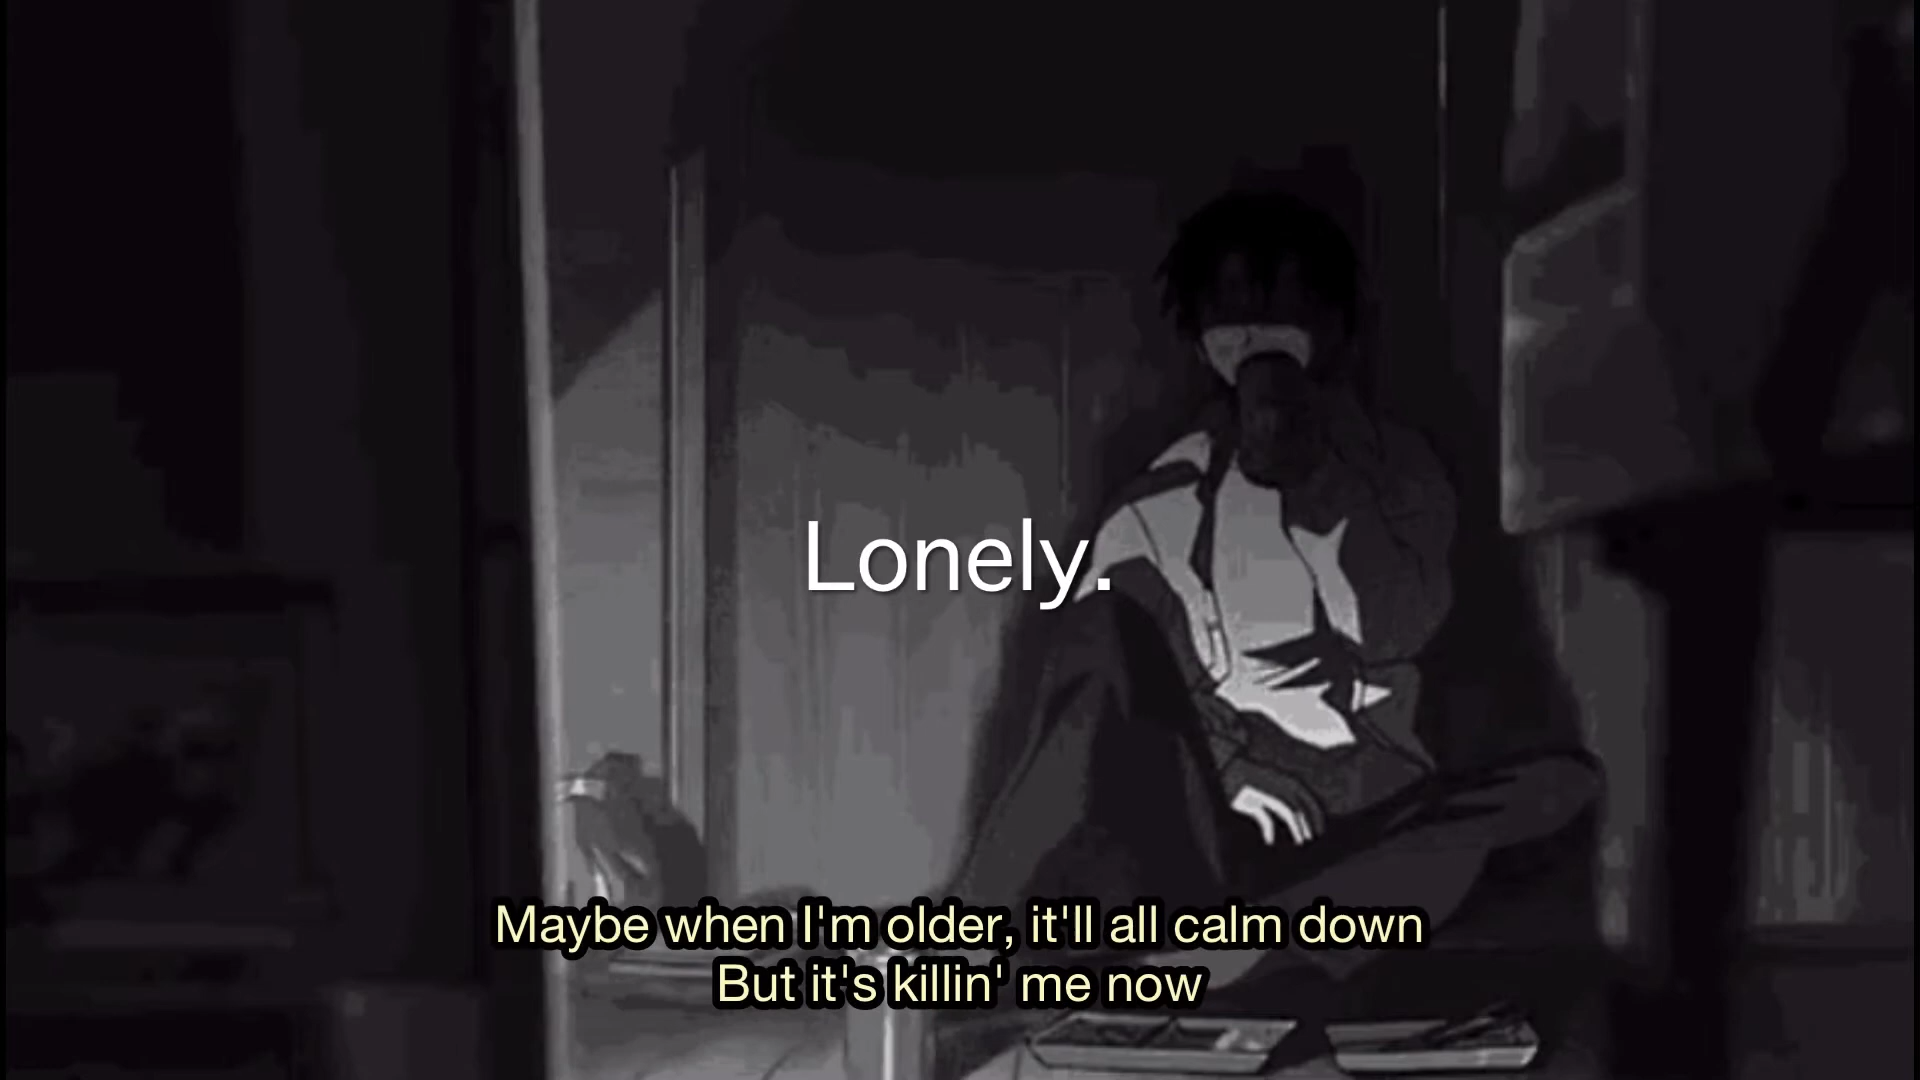 Lonely.
Maybe when I'm older, it'll all calm down
But it's killin' me now